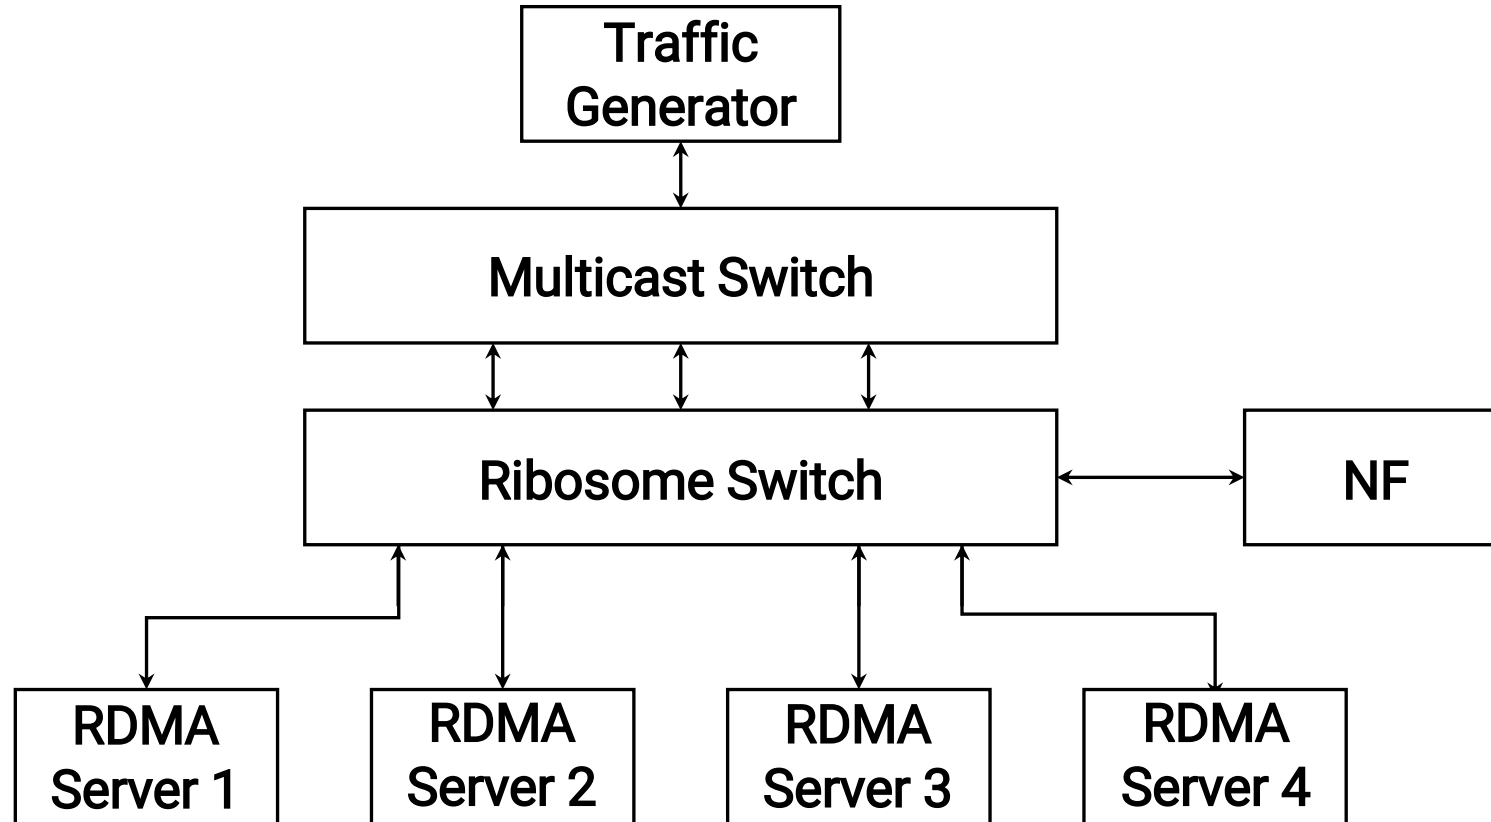 Traffic
Generator
Multicast Switch
Ribosome Switch
NF
RDMA
Server 1
RDMA
Server 2
RDMA
Server 3
RDMA
Server 4